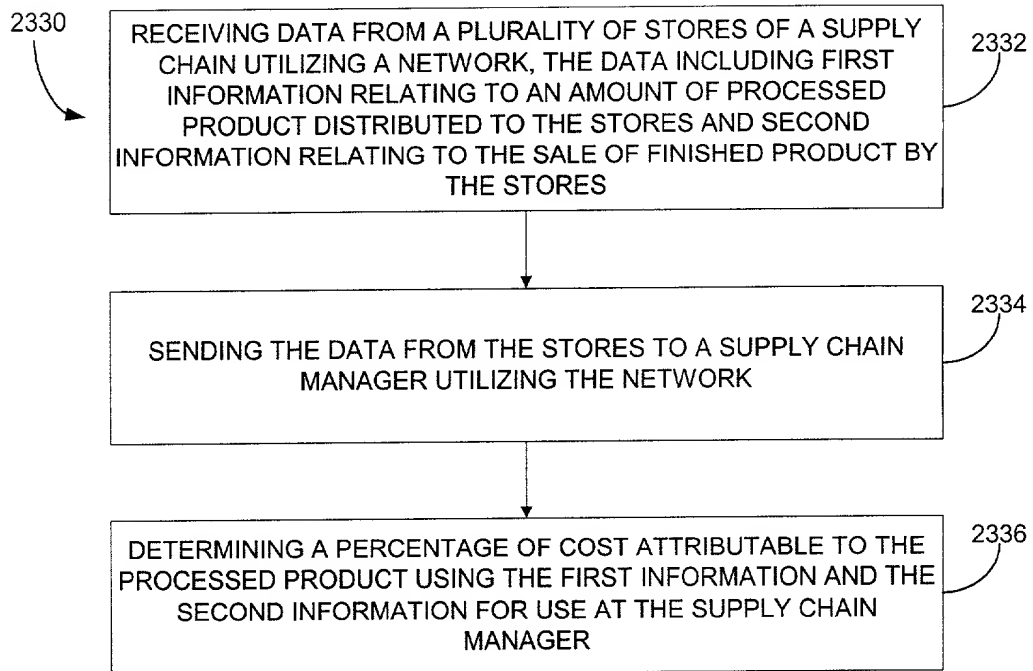 2330
RECEIVING DATA FROM A PLURALITY OF STORES OF A SUPPLY
CHAIN UTILIZING A NETWORK, THE DATA INCLUDING FIRST
INFORMATION RELATING TO AN AMOUNT OF PROCESSED
PRODUCT DISTRIBUTED TO THE STORES AND SECOND
INFORMATION RELATING TO THE SALE OF FINISHED PRODUCT BY
THE STORES
2332
SENDING THE DATA FROM THE STORES TO A SUPPLY CHAIN
MANAGER UTILIZING THE NETWORK
2334
DETERMINING A PERCENTAGE OF COST ATTRIBUTABLE TO THE
PROCESSED PRODUCT USING THE FIRST INFORMATION AND THE
SECOND INFORMATION FOR USE AT THE SUPPLY CHAIN
MANAGER
2336